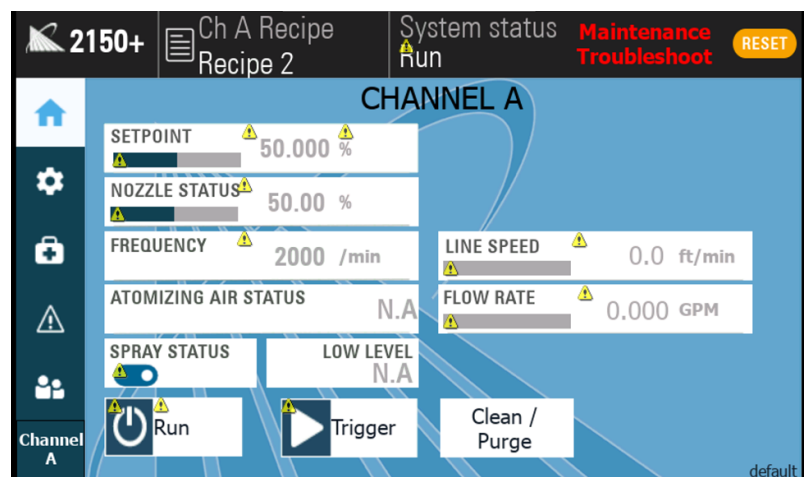 2150+
Ch A Recipe
Recipe 2
System status
Run
Maintenance
Troubleshoot
RESET
CHANNEL A
SETPOINT
50.000 %
NOZZLE STATUS
50.00 %
FREQUENCY
2000 /min
LINE SPEED
0.0 ft/min
ATOMIZING AIR STATUS
N.A
FLOW RATE
0.000 GPM
SPRAY STATUS
LOW LEVEL
N.A
Run
Trigger
Clean /
Purge
Channel
A
default